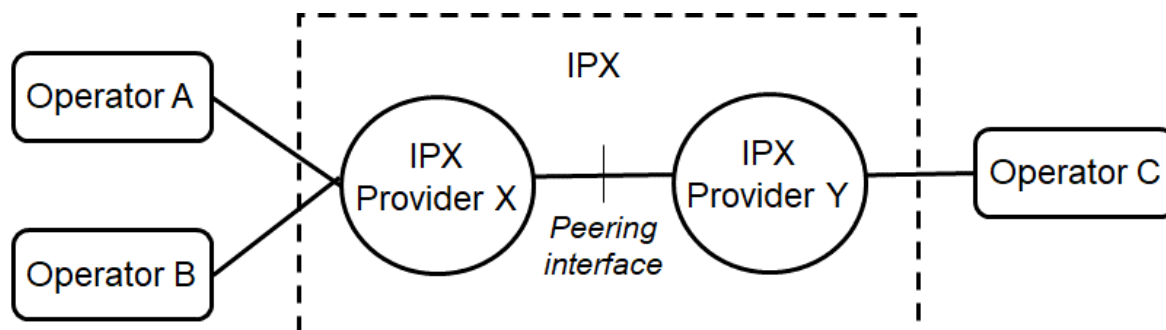 IPX
Operator A
IPX
Provider X
IPX
Provider Y
Operator C
Peering
interface
Operator B